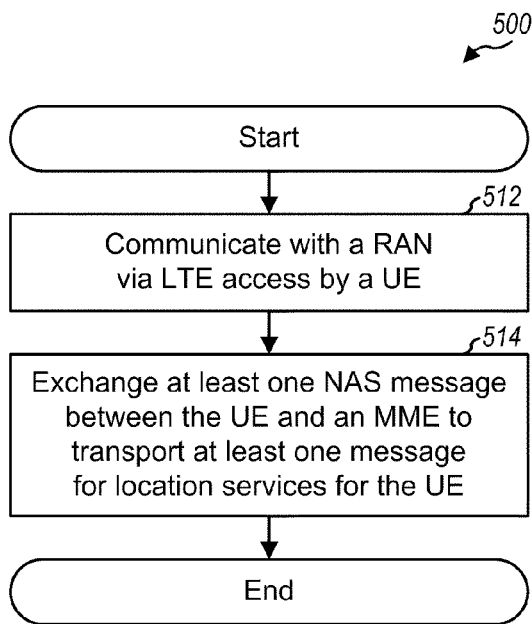 500
Start
512
Communicate with a RAN
via LTE access by a UE
514
Exchange at least one NAS message
between the UE and an MME to
transport at least one message
for location services for the UE
End